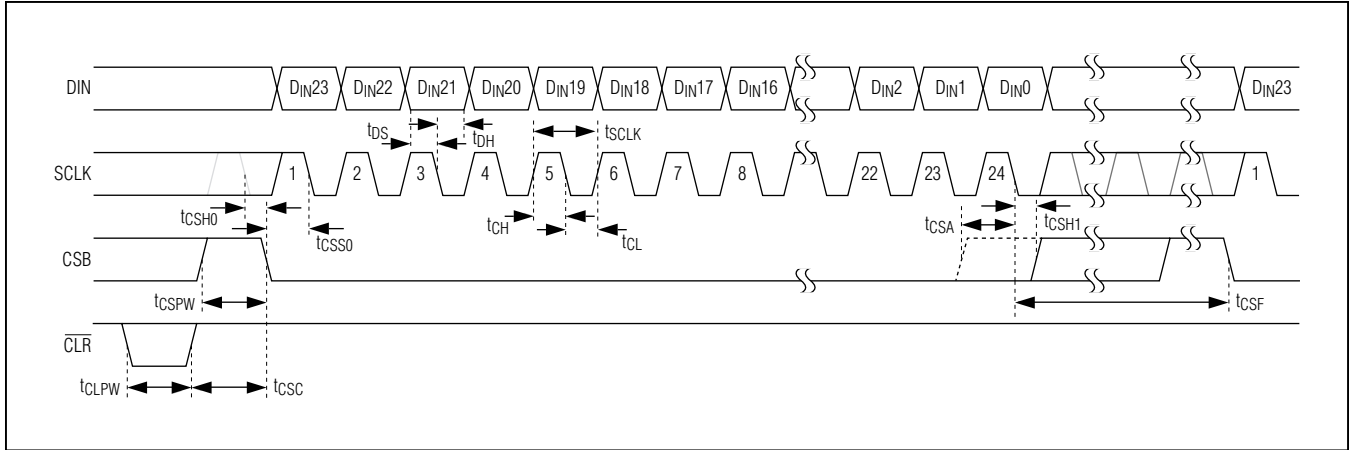 DIN DIN23 DIN22 DIN21 DIN20 DIN19 DIN18 DIN17 DIN16 DIN2 DIN1 DIN0 DIN23
tDS tDH tSCLK
SCLK 1 2 3 4 5 6 7 8 22 23 24 1
tCSH0 tCSS0 tCH tCL tCSA tCSH1
CSB
tCSPW tCSF
CLR
tCLPW tCSC